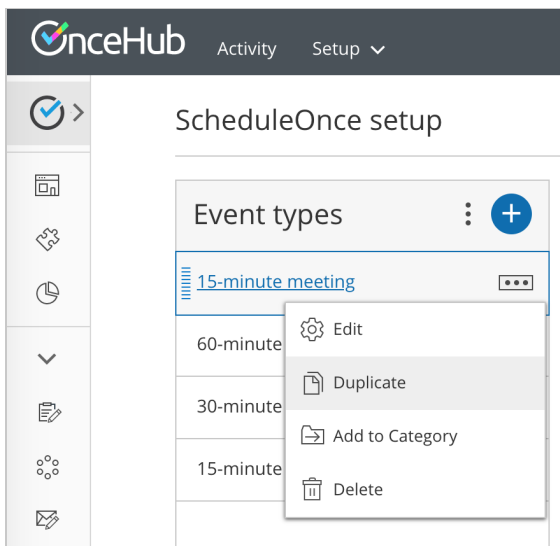 OnceHub Activity Setup
ScheduleOnce setup
Event types
15-minute meeting
60-minute
Edit
Duplicate
30-minute
Add to Category
15-minute
Delete